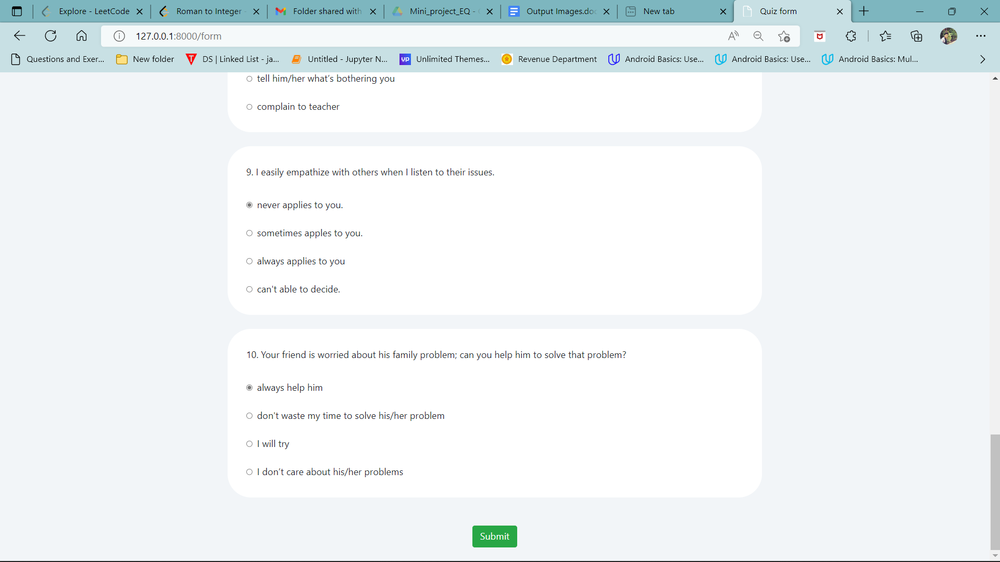 Explore - LeetCode
Roman to Integer -
Folder shared with
Mini_project_EQ -
Output Images.doc
New tab
Quiz form
127.0.0.1:8000/form
Questions and Exer...
New folder
DS | Linked List - ja...
Untitled - Jupyter N...
UP
Unlimited Themes...
Revenue Department
Android Basics: Use...
Android Basics: Use...
Android Basics: Mul...
tell him/her what’s bothering you
complain to teacher
9. I easily empathize with others when I listen to their issues.
never applies to you.
sometimes apples to you.
always applies to you
can't able to decide.
10. Your friend is worried about his family problem; can you help him to solve that problem?
always help him
don't waste my time to solve his/her problem
I will try
I don’t care about his/her problems
Submit